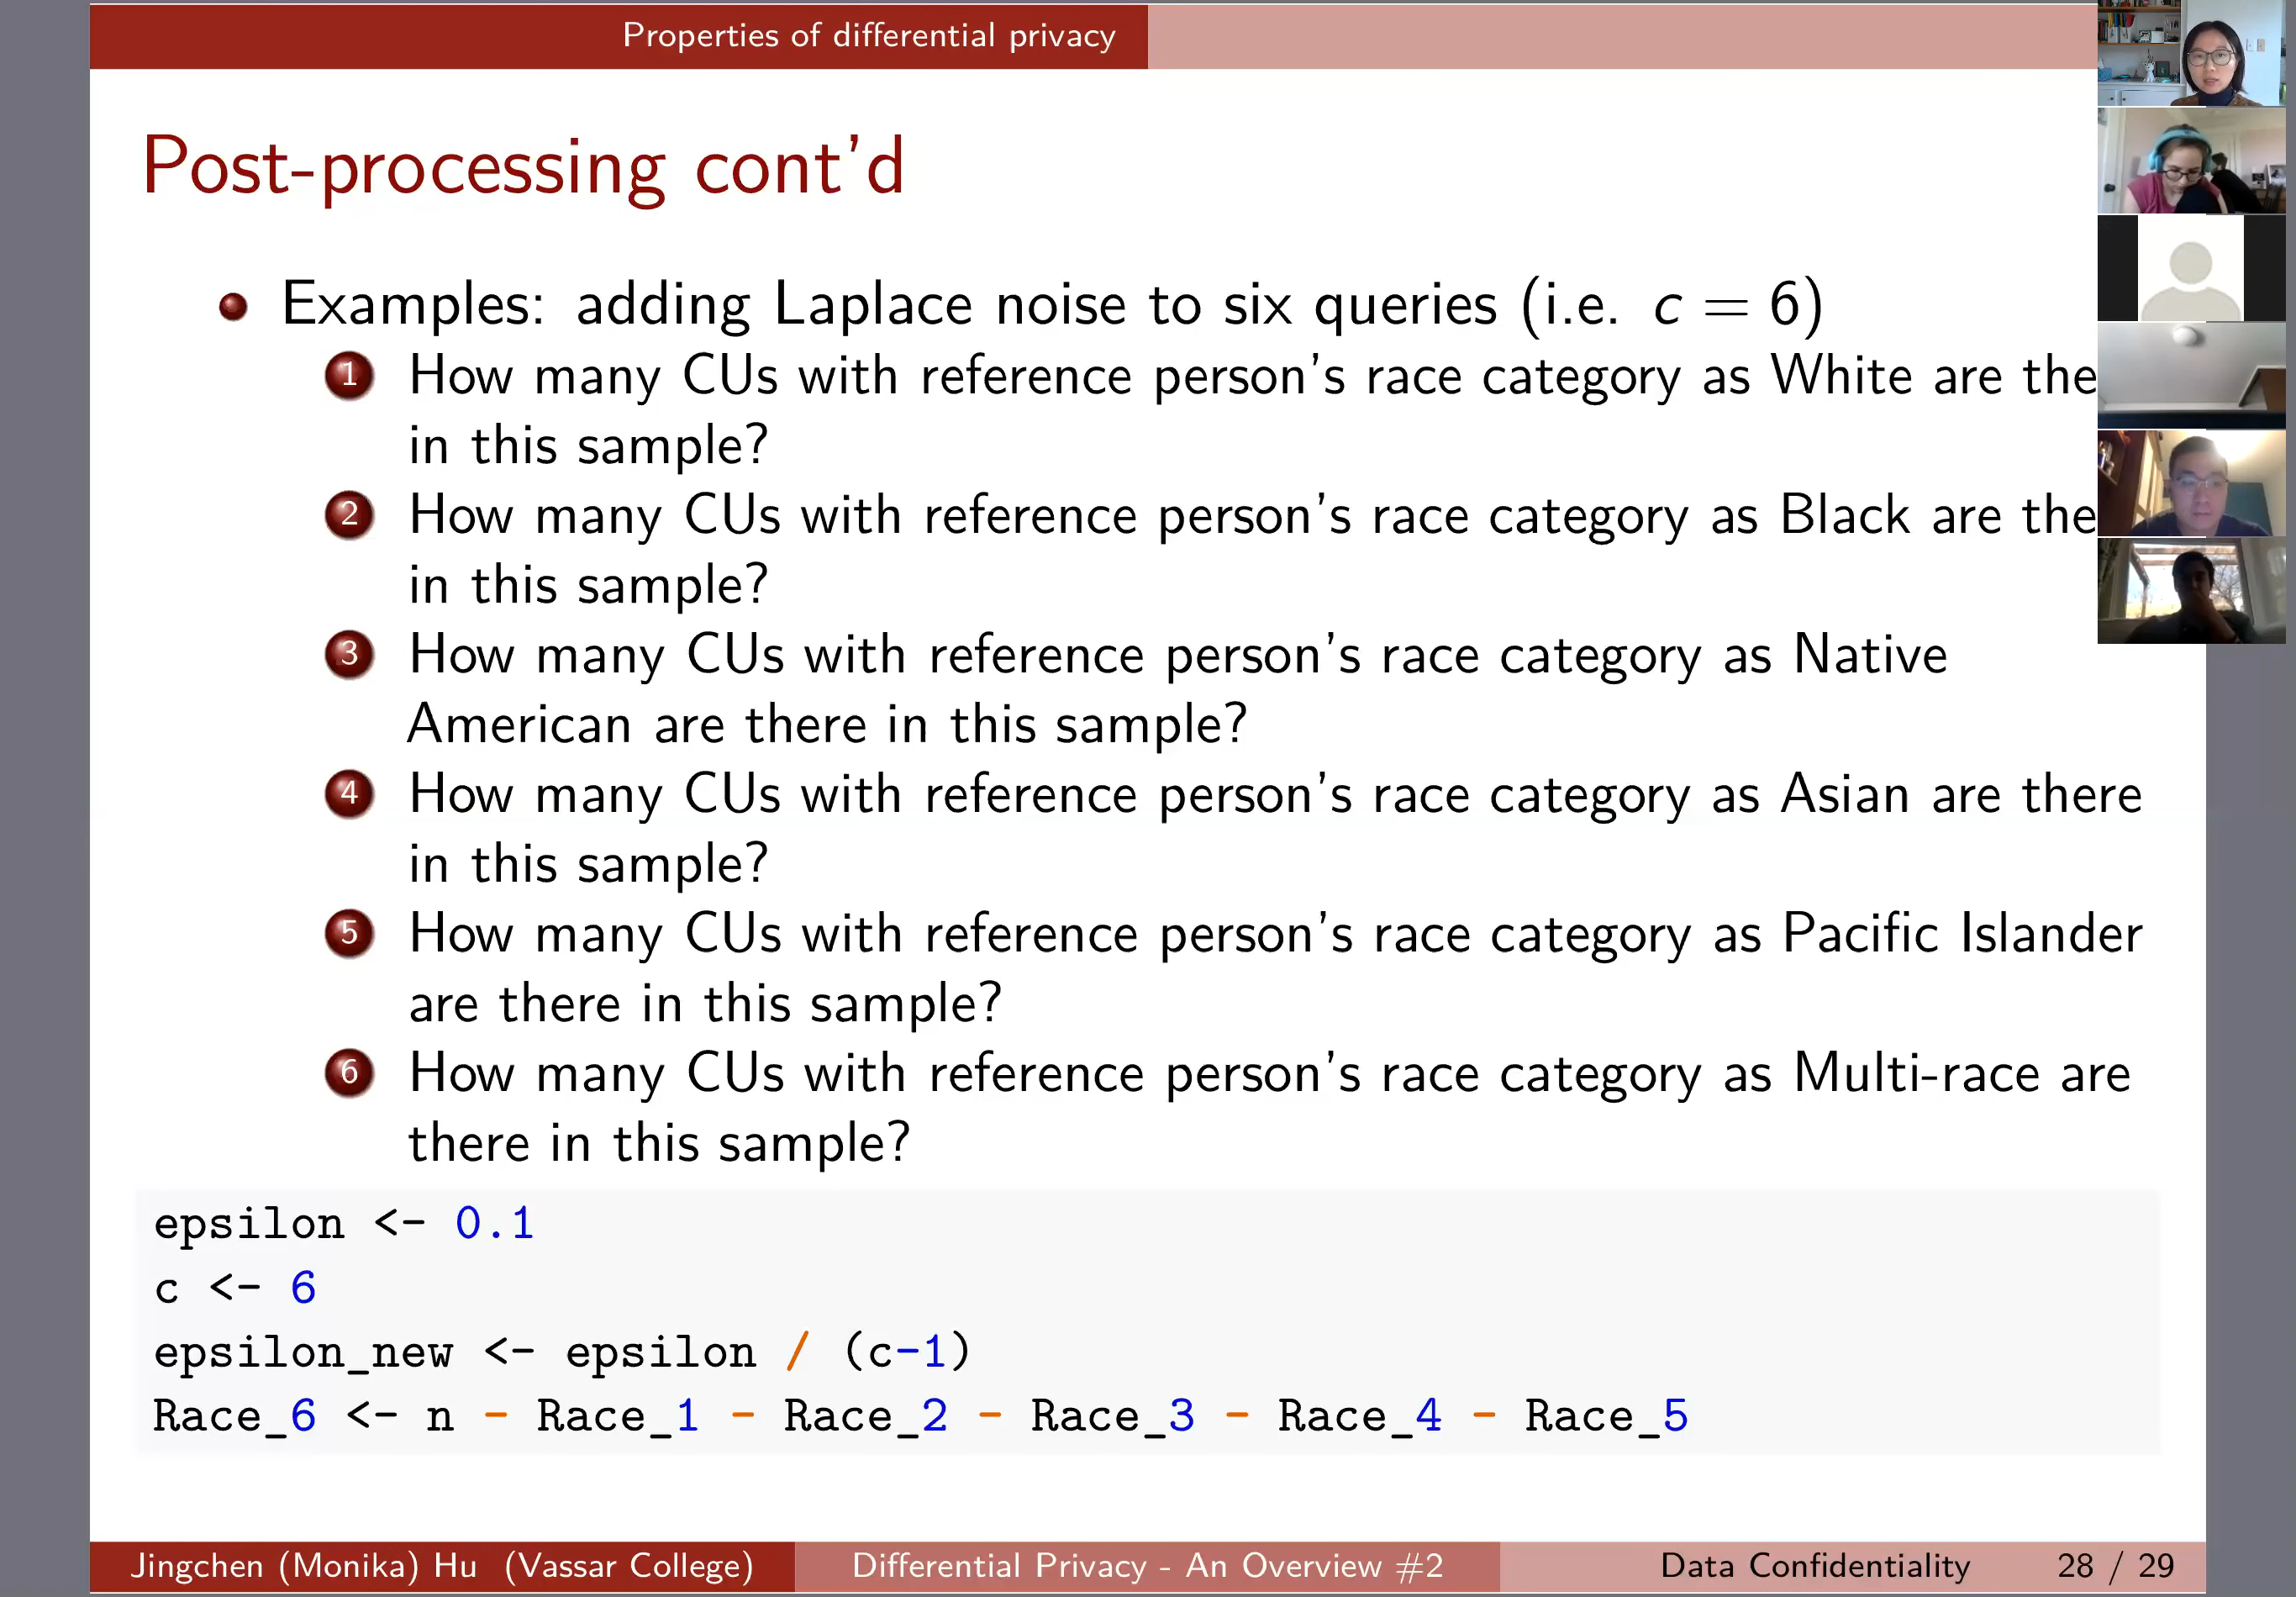 Properties of differential privacy
Post-processing cont'd
Examples: adding Laplace noise to six queries (i.e. c = 6)
1 How many CUs with reference person's race category as White are the
in this sample?
2 How many CUs with reference person's race category as Black are the
in this sample?
3 How many CUs with reference person's race category as Native
American are there in this sample?
4 How many CUs with reference person's race category as Asian are there
in this sample?
5 How many CUs with reference person's race category as Pacific Islander
are there in this sample?
6 How many CUs with reference person's race category as Multi-race are
there in this sample?
epsilon <- 0.1
c <- 6
epsilon_new <- epsilon / (c-1)
Race_6 <- n - Race_1 - Race_2 - Race_3 - Race_4 - Race_5
Jingchen (Monika) Hu (Vassar College) Differential Privacy - An Overview #2 Data Confidentiality 28 / 29